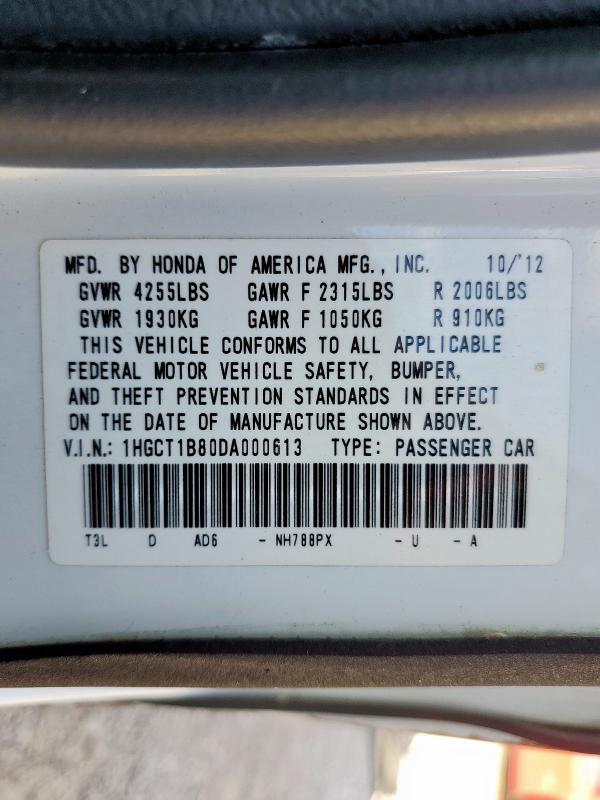 MFD. BY HONDA OF AMERICA MFG., INC. 10/'12
GVWR 4255LBS GAWR F 2315LBS R 2006LBS
GVWR 1930KG GAWR F 1050KG R 910KG
THIS VEHICLE CONFORMS TO ALL APPLICABLE
FEDERAL MOTOR VEHICLE SAFETY, BUMPER,
AND THEFT PREVENTION STANDARDS IN EFFECT
ON THE DATE OF MANUFACTURE SHOWN ABOVE.
V.I.N.: 1HGCT1B80DA000613 TYPE: PASSENGER CAR
T3L D AD6 - NH788PX - U - A